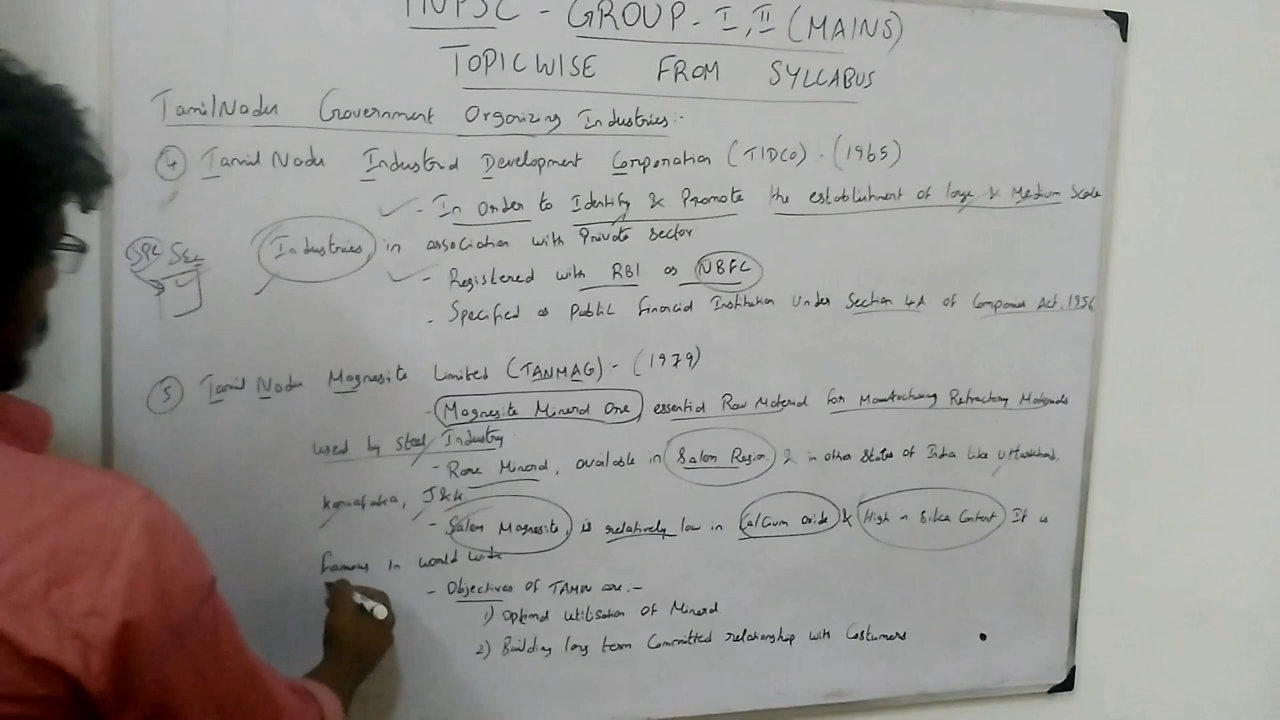 TNPSC - GROUP - I, II (MAINS)
TOPICWISE FROM SYLLABUS
TamilNadu Government Organizing Industries:-
4 Tamil Nadu Industrial Development Corporation (TIDCO) - (1965)
- In Order to Identify & Promote the establishment of large & Medium Scale
Industries, in association with Private sector
- Registered with RBI as NBFC
- Specified as Public Financial Institution Under Section 4A of Companies Act, 1956
5 Tamil Nadu Magnesite Limited (TANMAG) - (1979)
- Magnesite Mineral One, essential Raw Material for Manufacturing Refractory Materials
used by Steel Industry
- Rare Mineral, available in Salem Region & in other States of India like Uttarkhand,
Karnataka, J&K
- Salem Magnesite, is relatively low in Calcium Oxide & High in Silica Content It is
famous in world wide
- Objectives of TAMIN are:-
1) Optimal Utilisation of Mineral
2) Building long term Committed relationship with Costumers